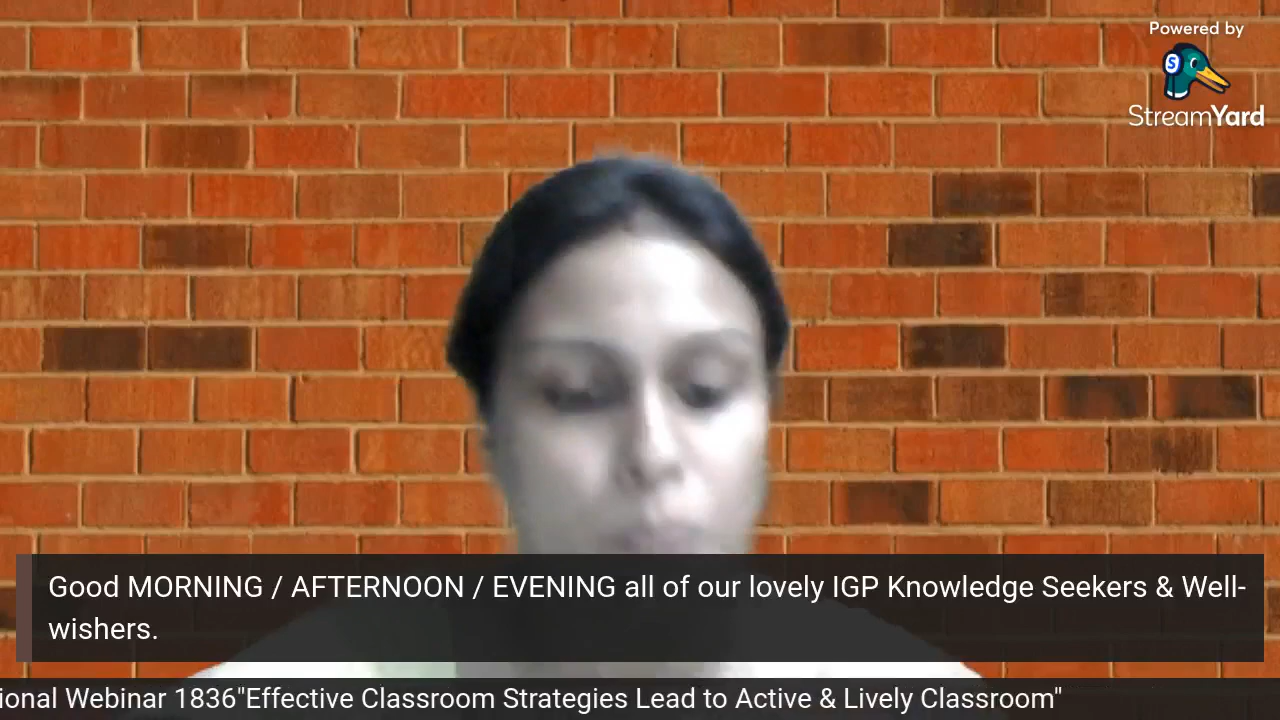 Powered by
S
StreamYard
Good MORNING / AFTERNOON / EVENING all of our lovely IGP Knowledge Seekers & Well-
wishers.
ional Webinar 1836"Effective Classroom Strategies Lead to Active & Lively Classroom"